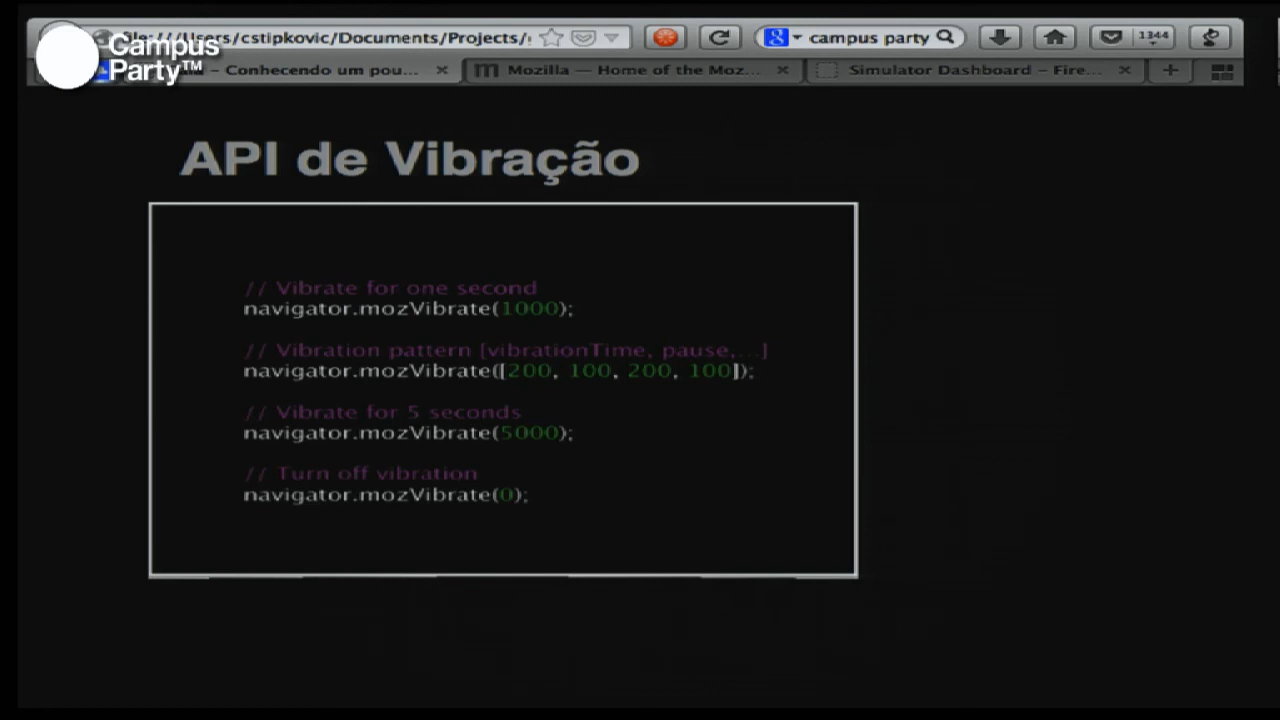 Campus
Party™
/Users/cstipkovic/Documents/Projects/
campus party
1344
– Conhecendo um pou...
Mozilla — Home of the Moz...
Simulator Dashboard – Fire...
API de Vibração
// Vibrate for one second
navigator.mozVibrate(1000);
// Vibration pattern [vibrationTime, pause,...]
navigator.mozVibrate([200, 100, 200, 100]);
// Vibrate for 5 seconds
navigator.mozVibrate(5000);
// Turn off vibration
navigator.mozVibrate(0);